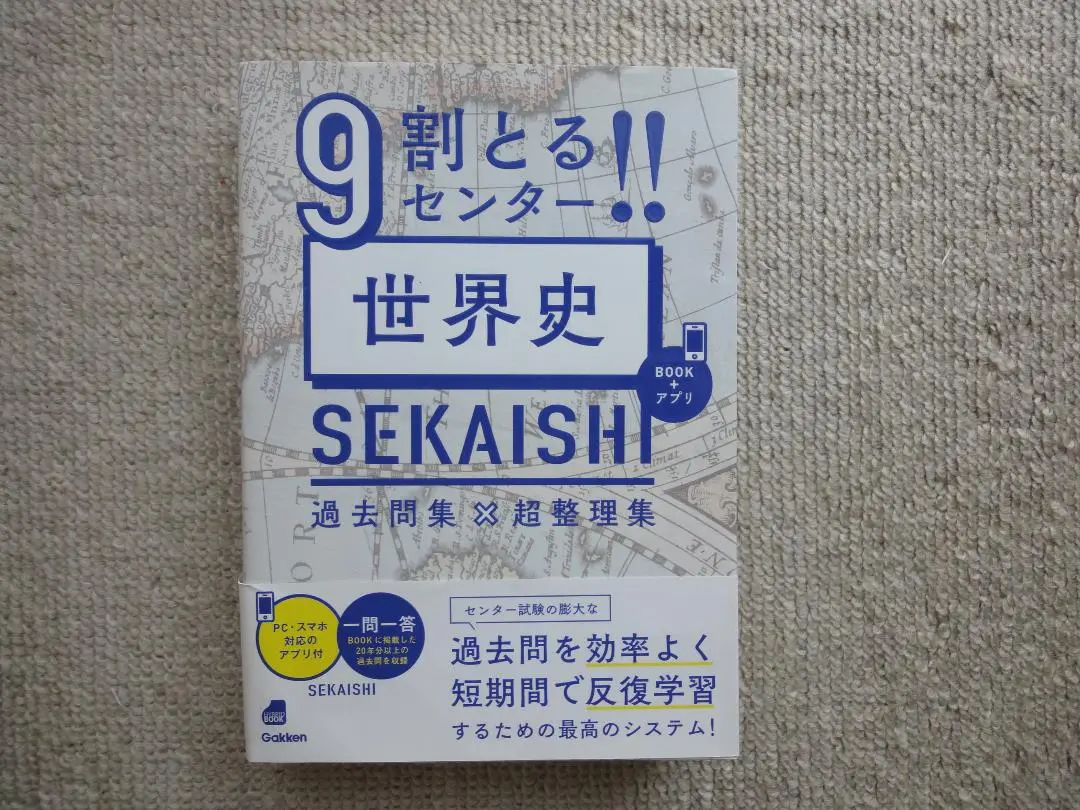 9割とる!!
センター
世界史
BOOK
+
アプリ
SEKAISHI
過去問集×超整理集
PC・スマホ
対応の
アプリ付
一問一答
BOOKに掲載した
20年分以上の
過去問を収録
SEKAISHI
センター試験の膨大な
過去問を効率よく
短期間で反復学習
するための最高のシステム!
HYBRID
BOOK
Gakken